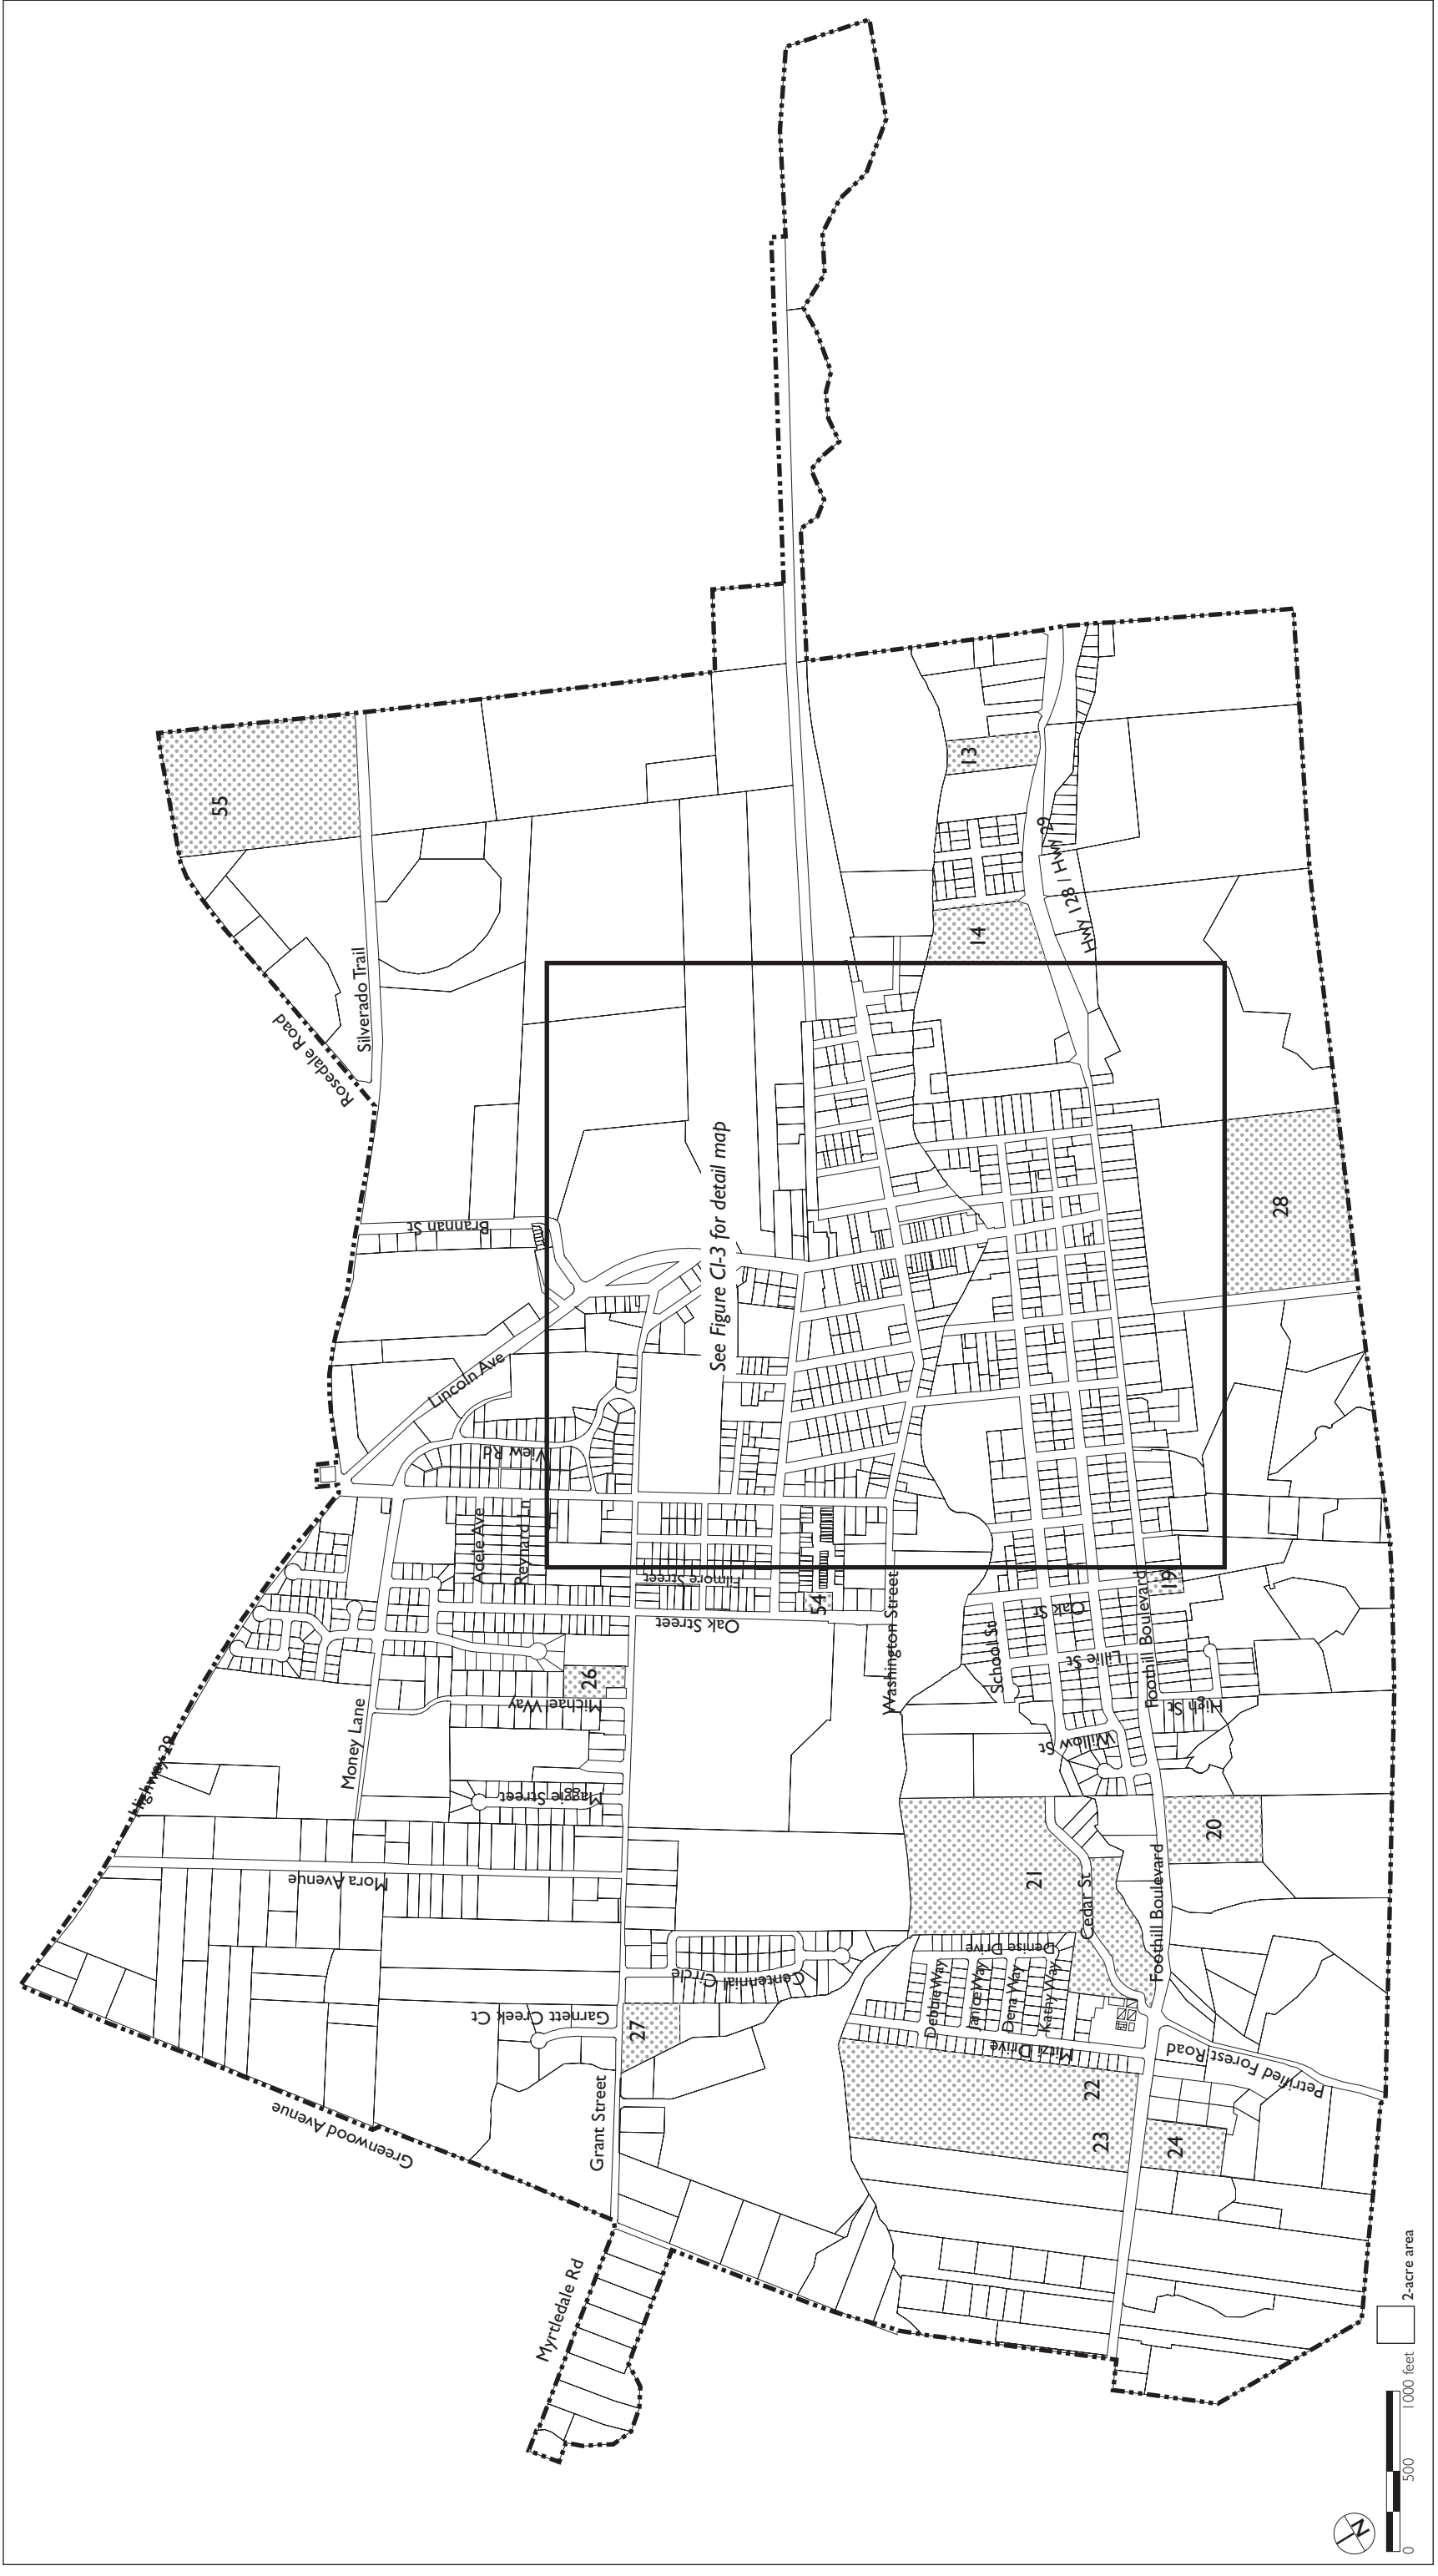 55
Silverado Trail
Rosedale Road
Brannan St
Lincoln Ave
View Rd
See Figure CI-3 for detail map
13
Hwy 128 / Hwy 29
14
28
Adele Ave
Reynard Ln
Filmore Street
Oak Street
54
Washington Street
19
Oak St
School St
Lillie St
Foothill Boulevard
High St
Willow St
26
Michael Way
Money Lane
Highway 29
Maggie Street
Mora Avenue
20
21
Cedar St
Foothill Boulevard
Denise Drive
Debbie Way
Janice Way
Dena Way
Kathy Way
Mitzi Drive
Centennial Circle
Garnett Creek Ct
27
Petrified Forest Road
22
23
24
Grant Street
Greenwood Avenue
Myrtledale Rd
2-acre area
0 500 1000 feet
N